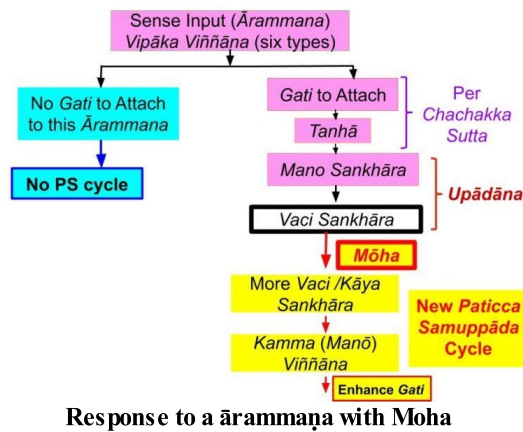 Sense Input (Ārammana)
Vipāka Viññāna (six types)
No Gati to Attach
to this Ārammana
No PS cycle
Gati to Attach
Tanhā
Per
Chachakka
Sutta
Mano Sankhāra
Upādāna
Vaci Sankhāra
Mōha
More Vaci /Kāya
Sankhāra
New Paticca
Samuppāda
Cycle
Kamma (Manō)
Viññāna
Enhance Gati
Response to a ārammaṇa with Moha